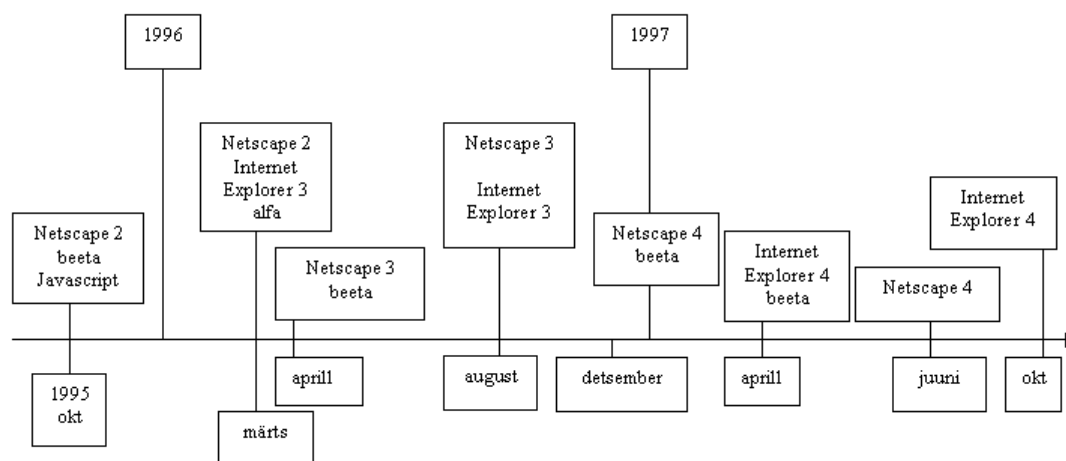 1996
1997
Netscape 2
Internet
Explorer 3
alfa
Netscape 3
Internet
Explorer 3
Internet
Explorer 4
Netscape 2
beeta
Javascript
Netscape 3
beeta
Netscape 4
beeta
Internet
Explorer 4
beeta
Netscape 4
1995
okt
märts
aprill
august
detsember
aprill
juuni
okt